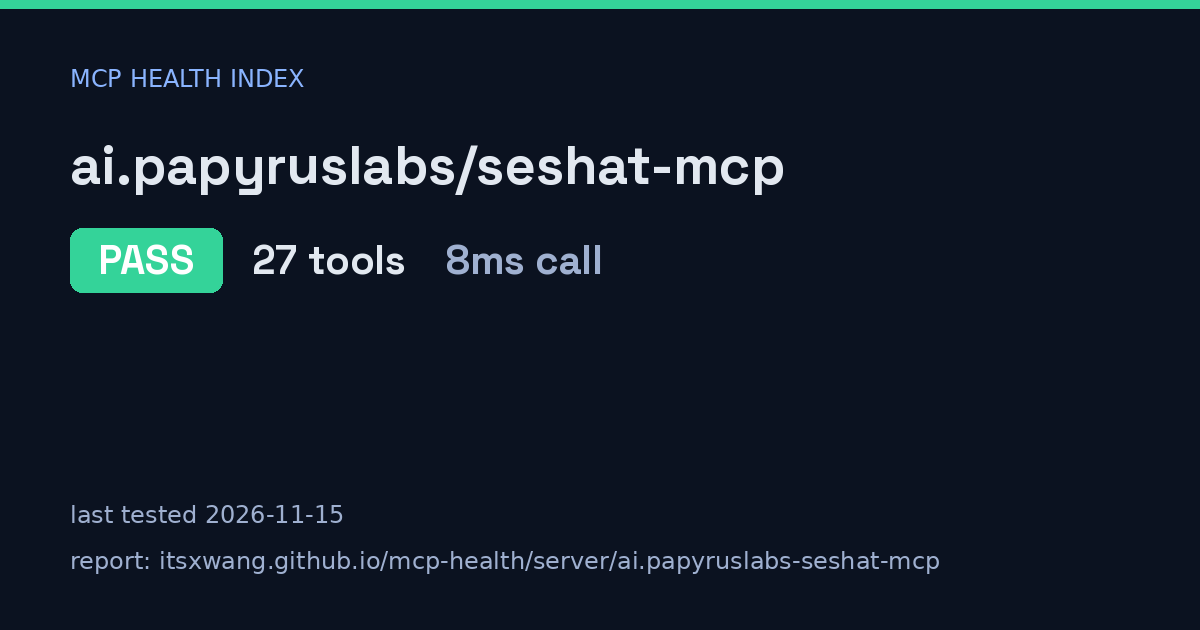 MCP HEALTH INDEX
ai.papyruslabs/seshat-mcp
PASS 27 tools 8ms call
last tested 2026-11-15
report: itsxwang.github.io/mcp-health/server/ai.papyruslabs-seshat-mcp